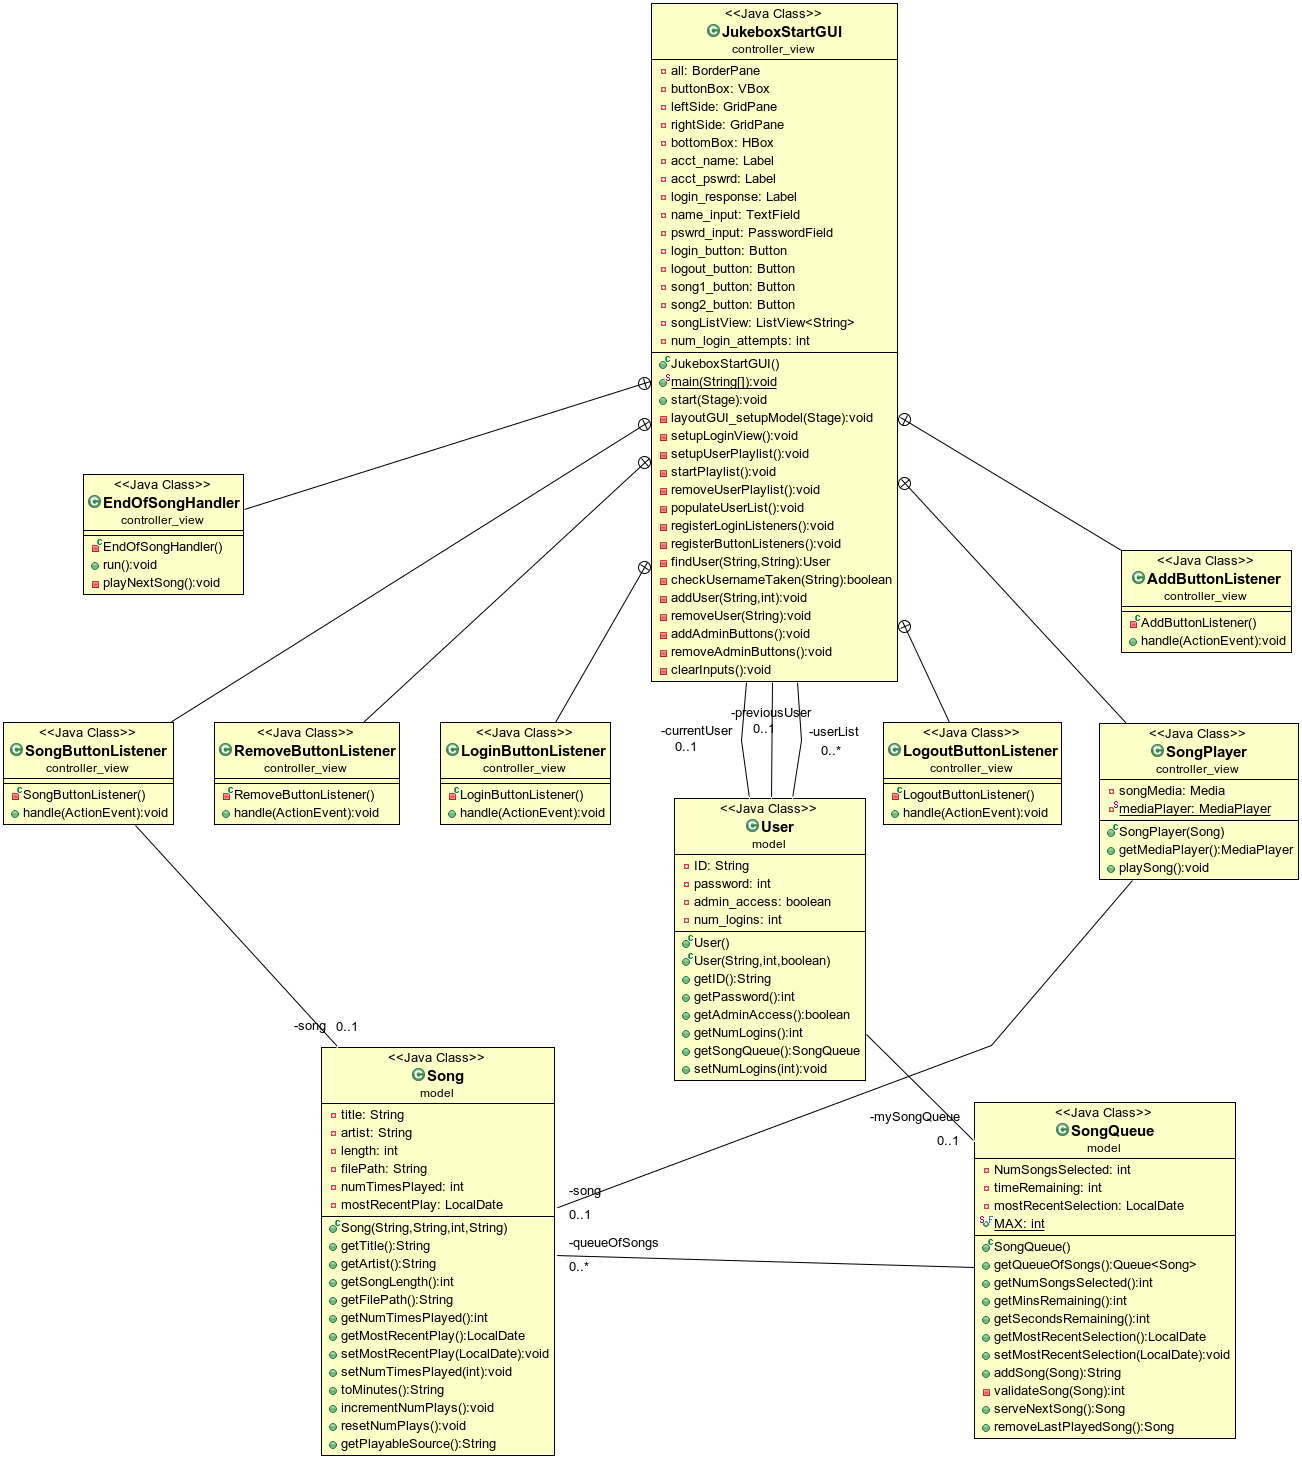 <<Java Class>>
JukeboxStartGUI
controller_view
all: BorderPane
buttonBox: VBox
leftSide: GridPane
rightSide: GridPane
bottomBox: HBox
acct_name: Label
acct_pswrd: Label
login_response: Label
name_input: TextField
pswrd_input: PasswordField
login_button: Button
logout_button: Button
song1_button: Button
song2_button: Button
songListView: ListView<String>
num_login_attempts: int
JukeboxStartGUI()
main(String[]):void
start(Stage):void
layoutGUI_setupModel(Stage):void
setupLoginView():void
setupUserPlaylist():void
startPlaylist():void
removeUserPlaylist():void
populateUserList():void
registerLoginListeners():void
registerButtonListeners():void
findUser(String,String):User
checkUsernameTaken(String):boolean
addUser(String,int):void
removeUser(String):void
addAdminButtons():void
removeAdminButtons():void
clearInputs():void
<<Java Class>>
EndOfSongHandler
controller_view
EndOfSongHandler()
run():void
playNextSong():void
<<Java Class>>
AddButtonListener
controller_view
AddButtonListener()
handle(ActionEvent):void
<<Java Class>>
SongButtonListener
controller_view
SongButtonListener()
handle(ActionEvent):void
<<Java Class>>
RemoveButtonListener
controller_view
RemoveButtonListener()
handle(ActionEvent):void
<<Java Class>>
LoginButtonListener
controller_view
LoginButtonListener()
handle(ActionEvent):void
-currentUser
0..1
-previousUser
0..1
-userList
0..*
<<Java Class>>
LogoutButtonListener
controller_view
LogoutButtonListener()
handle(ActionEvent):void
<<Java Class>>
SongPlayer
controller_view
songMedia: Media
mediaPlayer: MediaPlayer
SongPlayer(Song)
getMediaPlayer():MediaPlayer
playSong():void
<<Java Class>>
User
model
ID: String
password: int
admin_access: boolean
num_logins: int
User()
User(String,int,boolean)
getID():String
getPassword():int
getAdminAccess():boolean
getNumLogins():int
getSongQueue():SongQueue
setNumLogins(int):void
-song 0..1
<<Java Class>>
Song
model
title: String
artist: String
length: int
filePath: String
numTimesPlayed: int
mostRecentPlay: LocalDate
Song(String,String,int,String)
getTitle():String
getArtist():String
getSongLength():int
getFilePath():String
getNumTimesPlayed():int
getMostRecentPlay():LocalDate
setMostRecentPlay(LocalDate):void
setNumTimesPlayed(int):void
toMinutes():String
incrementNumPlays():void
resetNumPlays():void
getPlayableSource():String
-song
0..1
-queueOfSongs
0..*
-mySongQueue
0..1
<<Java Class>>
SongQueue
model
NumSongsSelected: int
timeRemaining: int
mostRecentSelection: LocalDate
MAX: int
SongQueue()
getQueueOfSongs():Queue<Song>
getNumSongsSelected():int
getMinsRemaining():int
getSecondsRemaining():int
getMostRecentSelection():LocalDate
setMostRecentSelection(LocalDate):void
addSong(Song):String
validateSong(Song):int
serveNextSong():Song
removeLastPlayedSong():Song